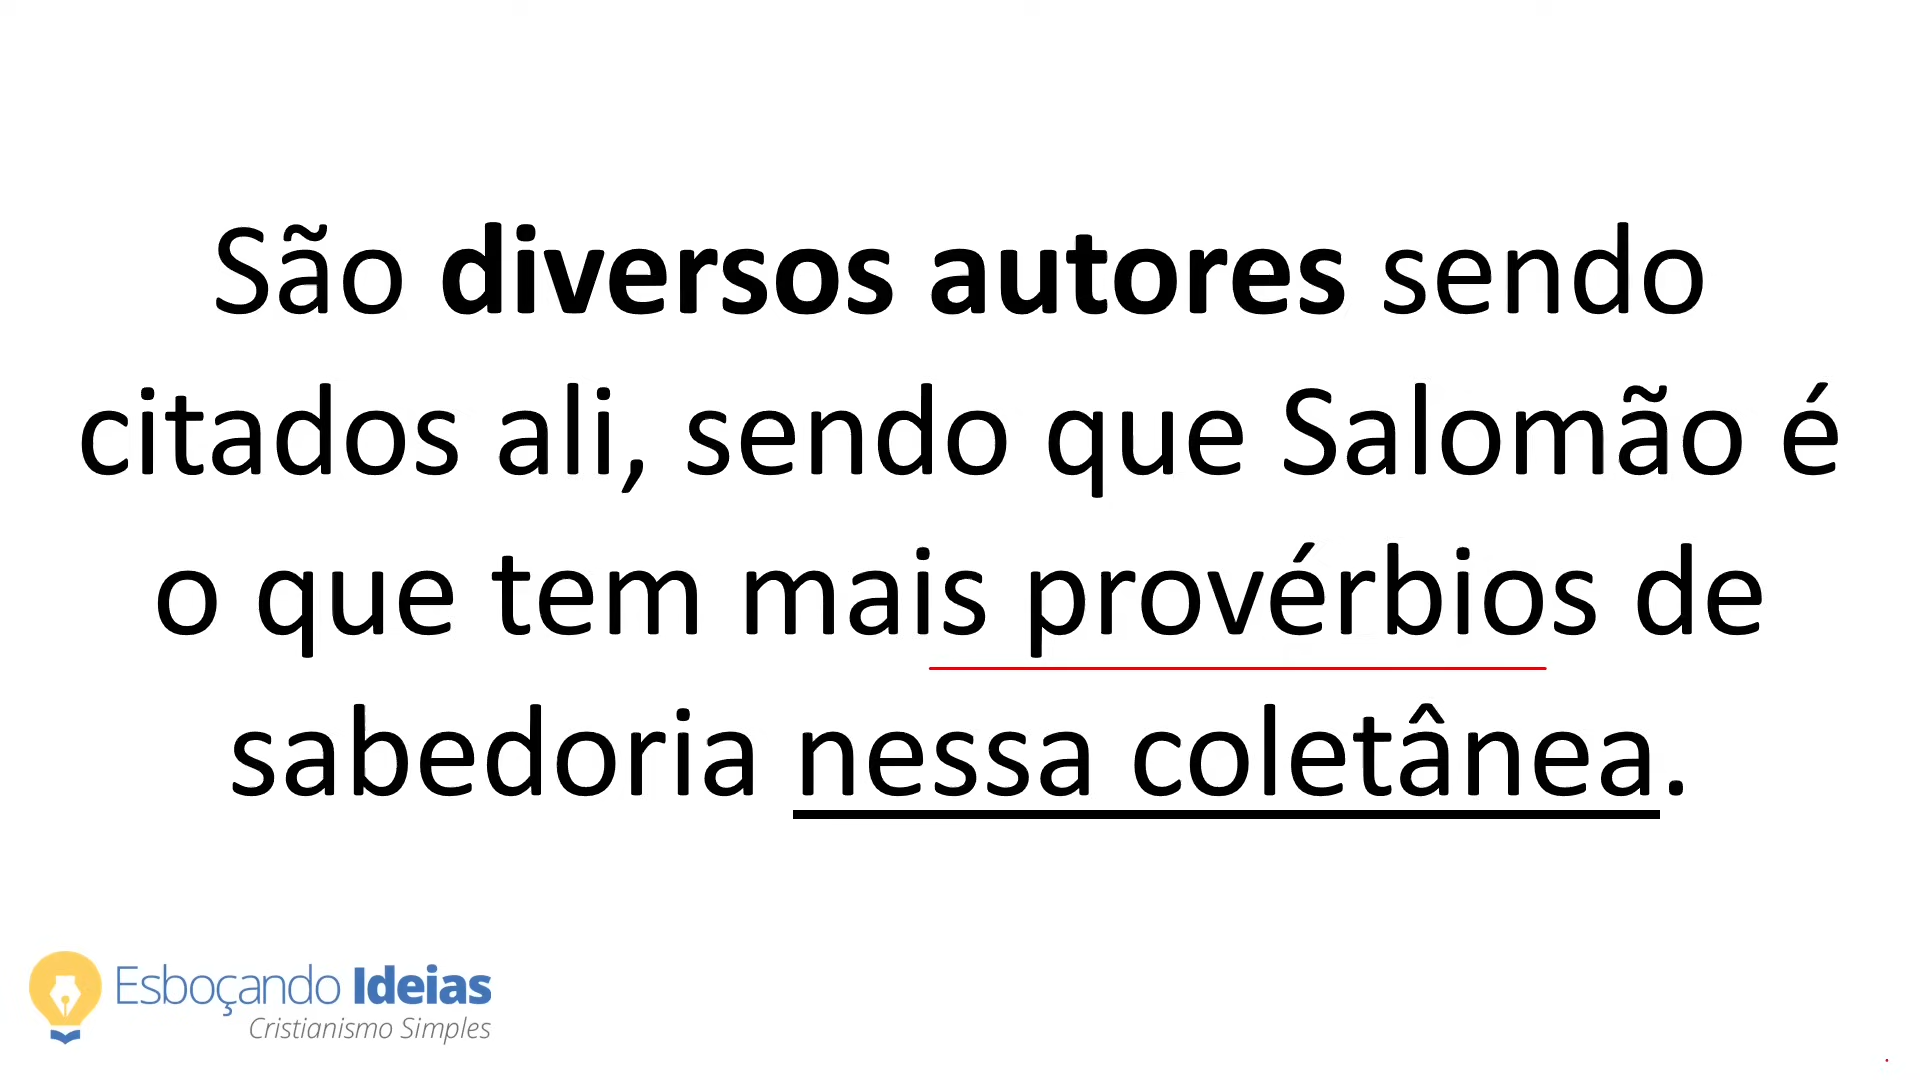 São diversos autores sendo
citados ali, sendo que Salomão é
o que tem mais provérbios de
sabedoria nessa coletânea.
Esboçando Ideias
Cristianismo Simples